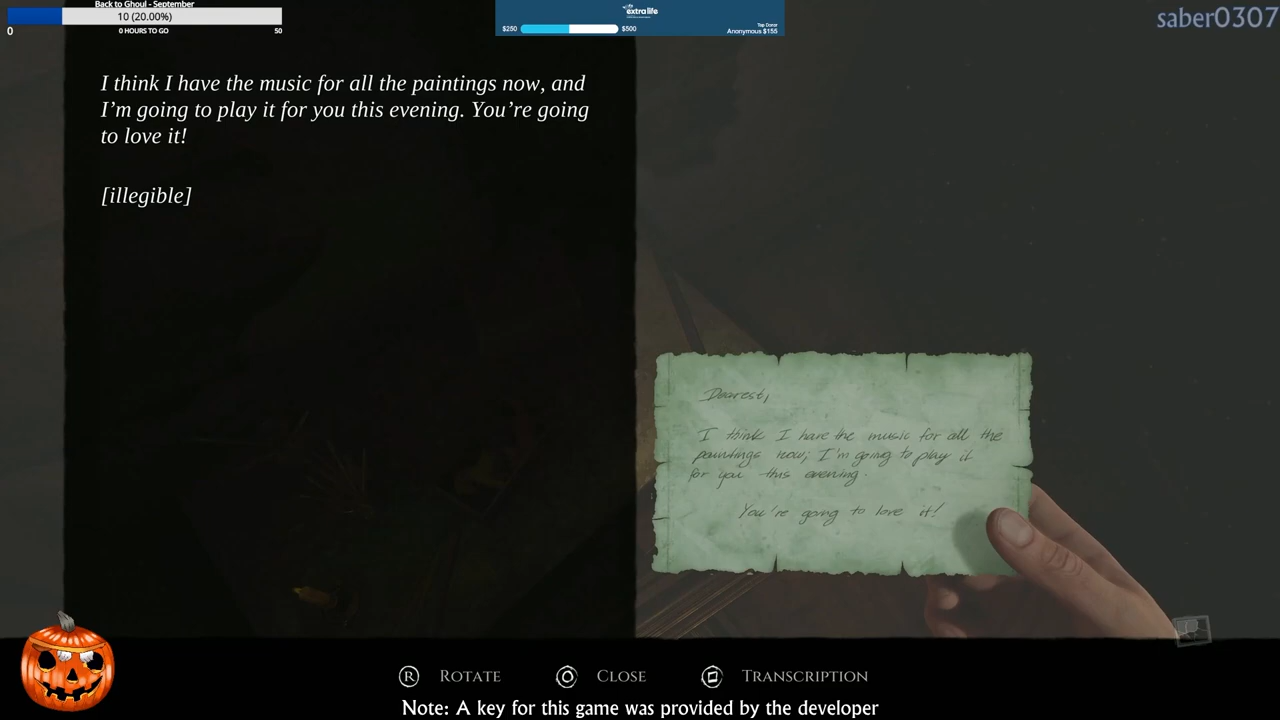 Back to Ghoul - September
10 (20.00%)
0
0 HOURS TO GO
50
extra life
$250
$500
Top Donor
Anonymous $155
saber0307
I think I have the music for all the paintings now, and
I'm going to play it for you this evening. You're going
to love it!
[illegible]
Dearest,
I think I have the music for all the
paintings now; I'm going to play it
for you this evening.
You're going to love it!
R ROTATE
CLOSE
TRANSCRIPTION
Note: A key for this game was provided by the developer